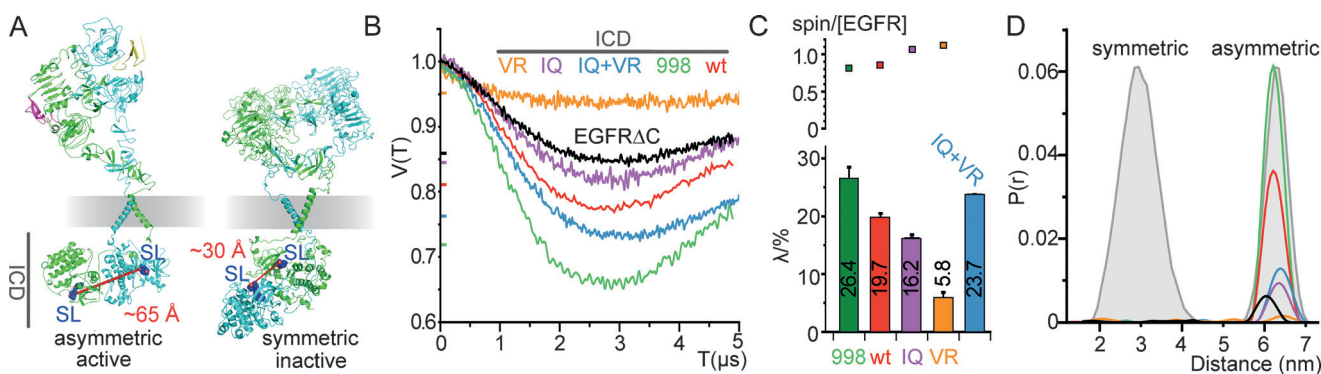 A
SL
SL
~65 Å
ICD
asymmetric
active
~30 Å
SL
SL
symmetric
inactive
B
ICD
VR IQ IQ+VR 998 wt
EGFRΔC
V(T)
1.0
0.9
0.8
0.7
0.6
0 1 2 3 4 5
T(μs)
C
spin/[EGFR]
1.0
0.5
30
20
10
0
λ/%
26.4
19.7
16.2
5.8
23.7
IQ+VR
998 wt IQ VR
D
symmetric asymmetric
0.06
0.04
0.02
0
P(r)
2 3 4 5 6 7
Distance (nm)